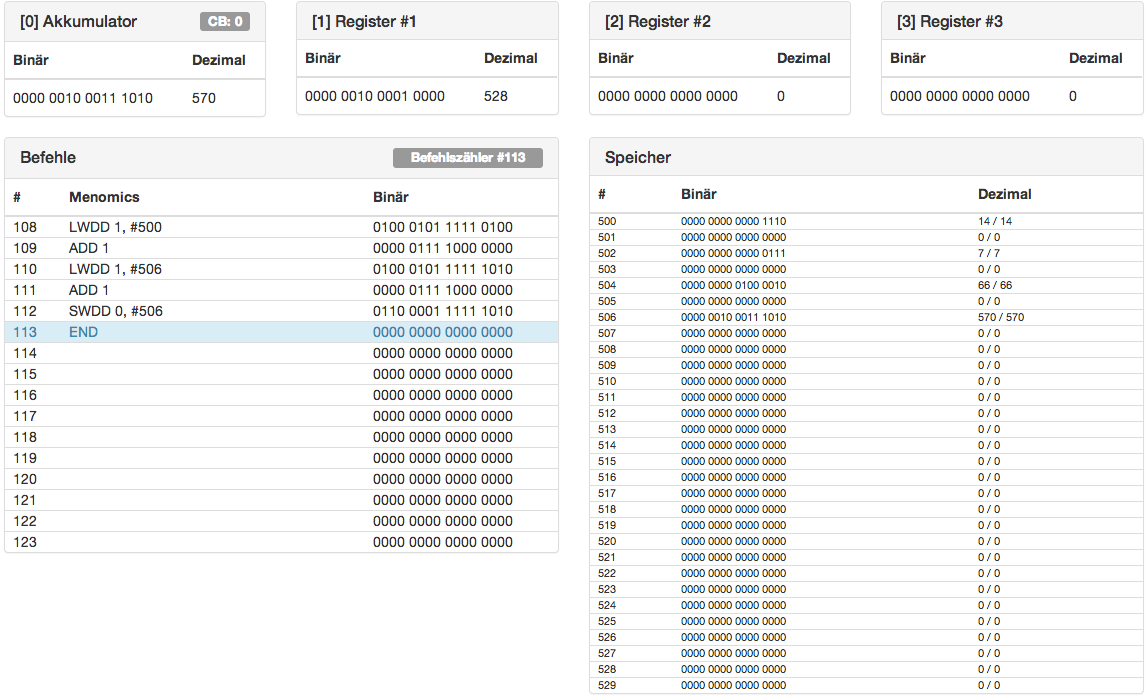 [0] Akkumulator CB: 0
Binär Dezimal
0000 0010 0011 1010 570
[1] Register #1
Binär Dezimal
0000 0010 0001 0000 528
[2] Register #2
Binär Dezimal
0000 0000 0000 0000 0
[3] Register #3
Binär Dezimal
0000 0000 0000 0000 0
Befehle Befehlszähler #113
# Menomics Binär
108 LWDD 1, #500 0100 0101 1111 0100
109 ADD 1 0000 0111 1000 0000
110 LWDD 1, #506 0100 0101 1111 1010
111 ADD 1 0000 0111 1000 0000
112 SWDD 0, #506 0110 0001 1111 1010
113 END 0000 0000 0000 0000
114 0000 0000 0000 0000
115 0000 0000 0000 0000
116 0000 0000 0000 0000
117 0000 0000 0000 0000
118 0000 0000 0000 0000
119 0000 0000 0000 0000
120 0000 0000 0000 0000
121 0000 0000 0000 0000
122 0000 0000 0000 0000
123 0000 0000 0000 0000
Speicher
# Binär Dezimal
500 0000 0000 0000 1110 14 / 14
501 0000 0000 0000 0000 0 / 0
502 0000 0000 0000 0111 7 / 7
503 0000 0000 0000 0000 0 / 0
504 0000 0000 0100 0010 66 / 66
505 0000 0000 0000 0000 0 / 0
506 0000 0010 0011 1010 570 / 570
507 0000 0000 0000 0000 0 / 0
508 0000 0000 0000 0000 0 / 0
509 0000 0000 0000 0000 0 / 0
510 0000 0000 0000 0000 0 / 0
511 0000 0000 0000 0000 0 / 0
512 0000 0000 0000 0000 0 / 0
513 0000 0000 0000 0000 0 / 0
514 0000 0000 0000 0000 0 / 0
515 0000 0000 0000 0000 0 / 0
516 0000 0000 0000 0000 0 / 0
517 0000 0000 0000 0000 0 / 0
518 0000 0000 0000 0000 0 / 0
519 0000 0000 0000 0000 0 / 0
520 0000 0000 0000 0000 0 / 0
521 0000 0000 0000 0000 0 / 0
522 0000 0000 0000 0000 0 / 0
523 0000 0000 0000 0000 0 / 0
524 0000 0000 0000 0000 0 / 0
525 0000 0000 0000 0000 0 / 0
526 0000 0000 0000 0000 0 / 0
527 0000 0000 0000 0000 0 / 0
528 0000 0000 0000 0000 0 / 0
529 0000 0000 0000 0000 0 / 0